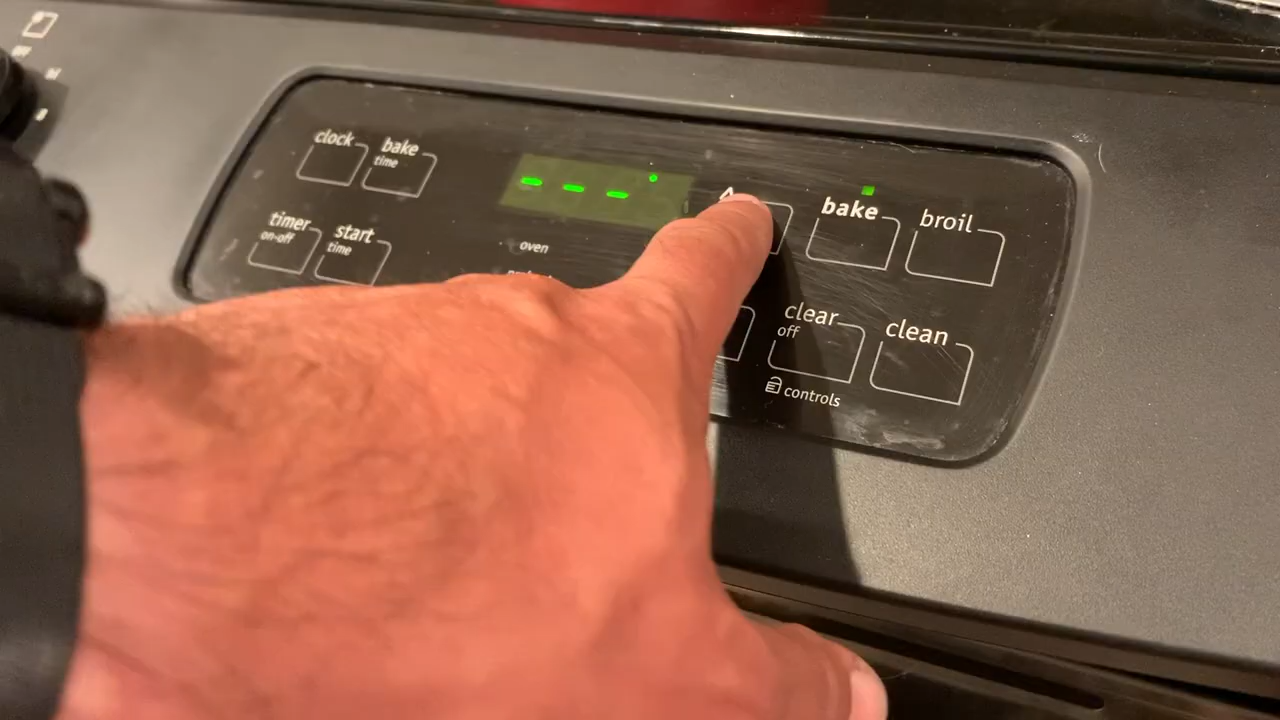 clock
bake
time
timer
on-off
start
time
- - - °
oven
bake
broil
clear
off
clean
controls